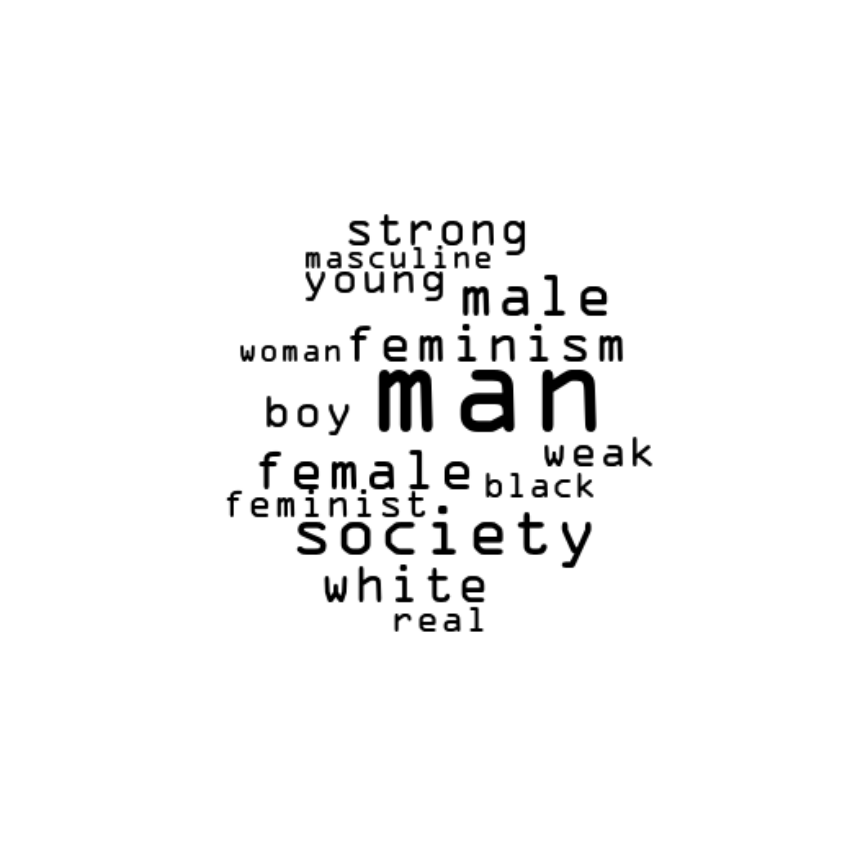 strong
masculine
young male
woman feminism
boy man
weak
female black
feminist
society
white
real